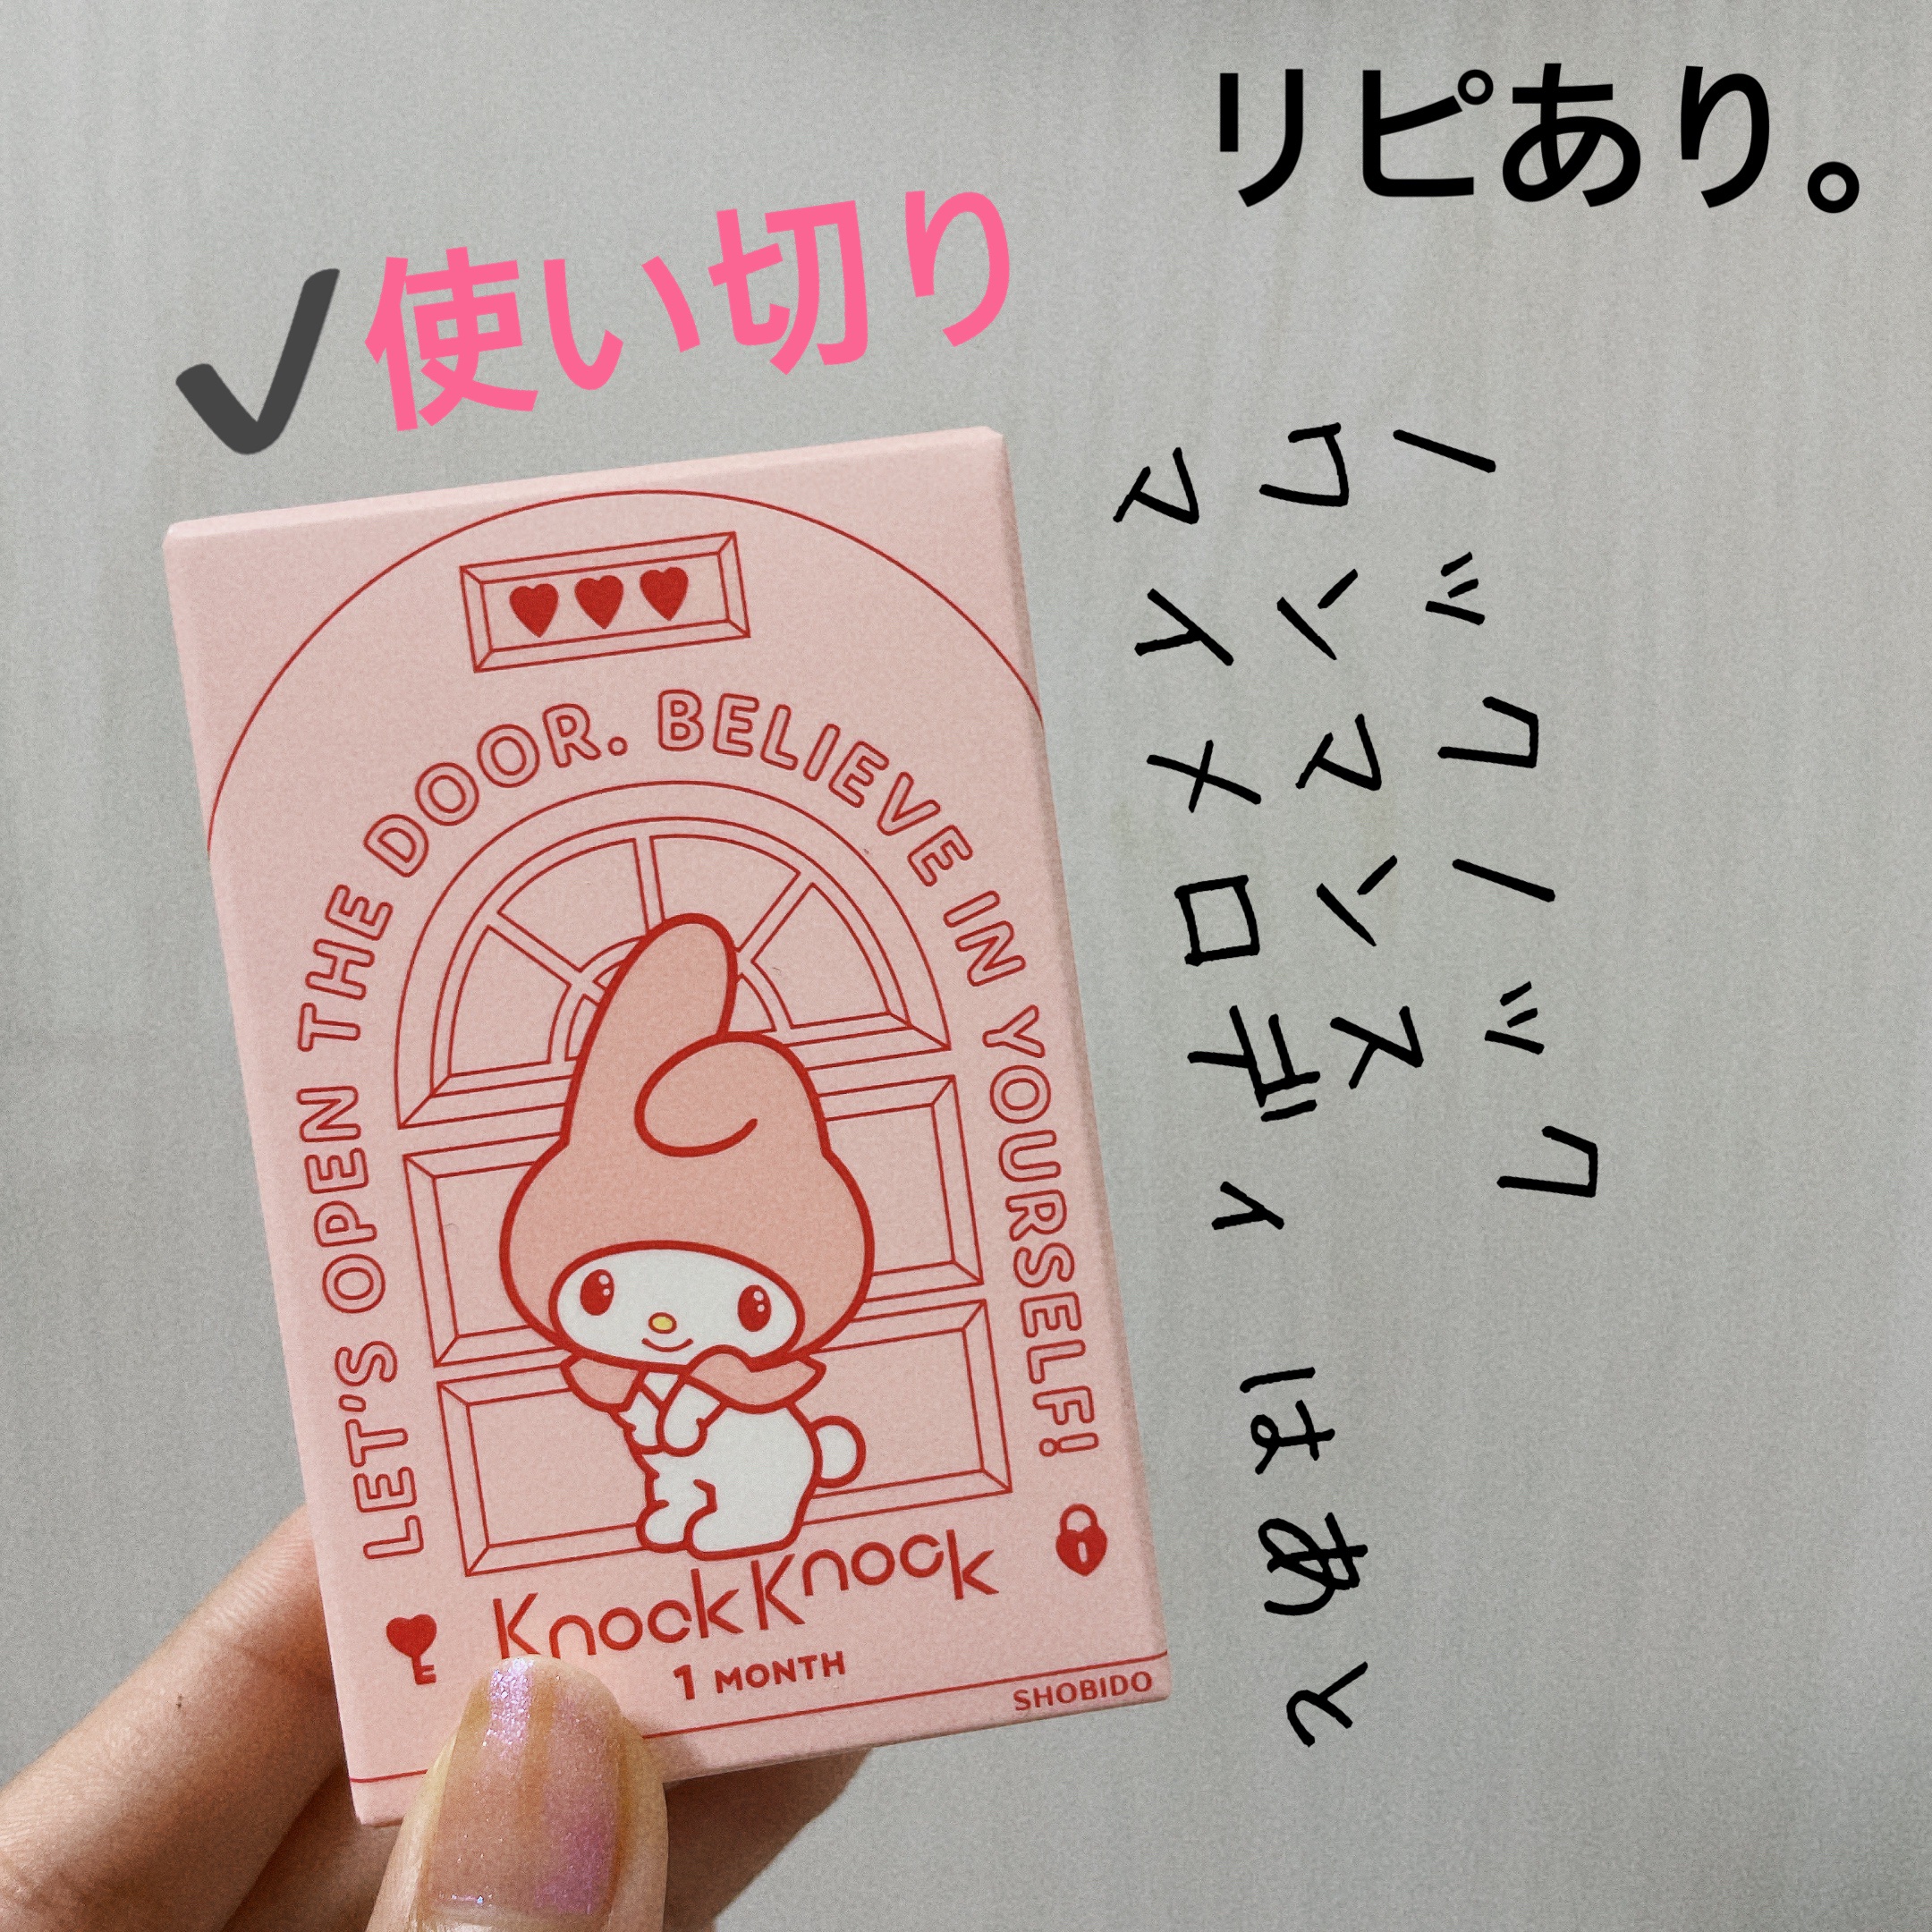 リピあり。
✔使い切り
LET'S OPEN THE DOOR. BELIEVE IN YOURSELF!
KnockKnock
1 MONTH
SHOBIDO
ノックノック
ワンマンス
マイメロディ はあと